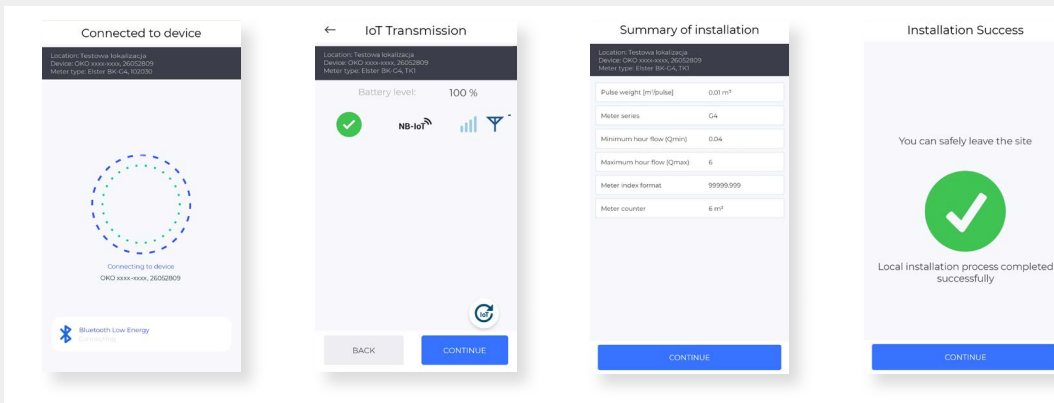 Connected to device
Location: Testowa lokalizacja
Device: OKO xxxx-xxxx, 26052809
Meter type: Elster BK-G4, 102030
Connecting to device
OKO xxxx-xxxx, 26052809
Bluetooth Low Energy
Connecting
IoT Transmission
Location: Testowa lokalizacja
Device: OKO xxxx-xxxx, 26052809
Meter type: Elster BK-G4, TK1
Battery level: 100 %
NB-IoT
IoT
BACK CONTINUE
Summary of installation
Location: Testowa lokalizacja
Device: OKO xxxx-xxxx, 26052809
Meter type: Elster BK-G4, TK1
Pulse weight [m³/pulse] 0.01 m³
Meter series G4
Minimum hour flow (Qmin) 0.04
Maximum hour flow (Qmax) 6
Meter index format 99999.999
Meter counter 6 m³
CONTINUE
Installation Success
You can safely leave the site
Local installation process completed
successfully
CONTINUE